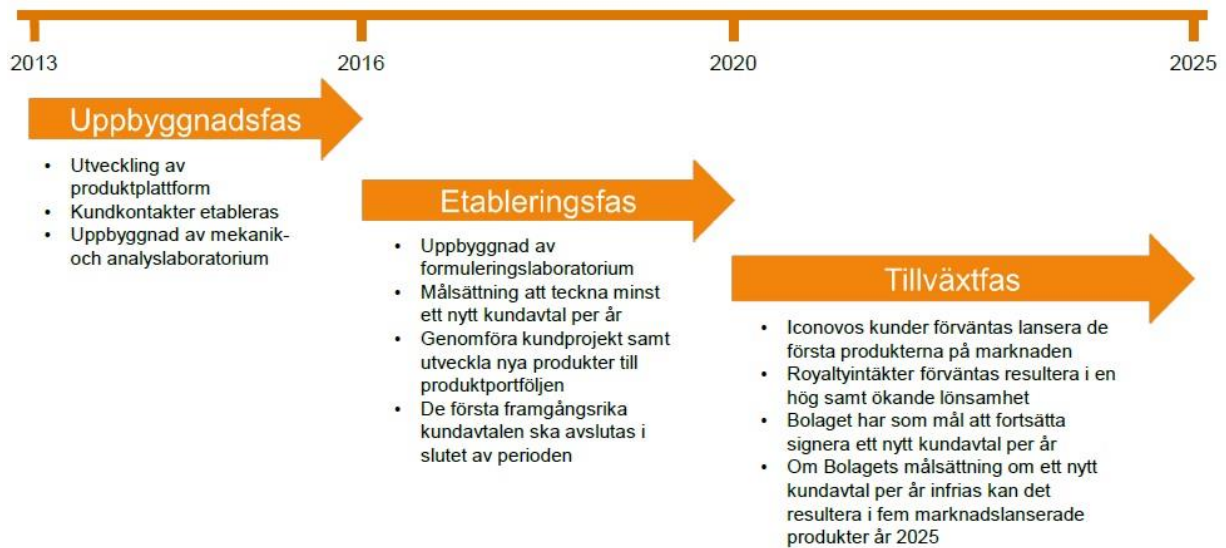 2013
2016
2020
2025
Uppbyggnadsfas
• Utveckling av
produktplattform
• Kundkontakter etableras
• Uppbyggnad av mekanik-
och analyslaboratorium
Etableringsfas
• Uppbyggnad av
formuleringslaboratorium
• Målsättning att teckna minst
ett nytt kundavtal per år
• Genomföra kundprojekt samt
utveckla nya produkter till
produktportföljen
• De första framgångsrika
kundavtalen ska avslutas i
slutet av perioden
Tillväxtfas
• Iconovos kunder förväntas lansera de
första produkterna på marknaden
• Royaltyintäkter förväntas resultera i en
hög samt ökande lönsamhet
• Bolaget har som mål att fortsätta
signera ett nytt kundavtal per år
• Om Bolagets målsättning om ett nytt
kundavtal per år infrias kan det
resultera i fem marknadslanserade
produkter år 2025